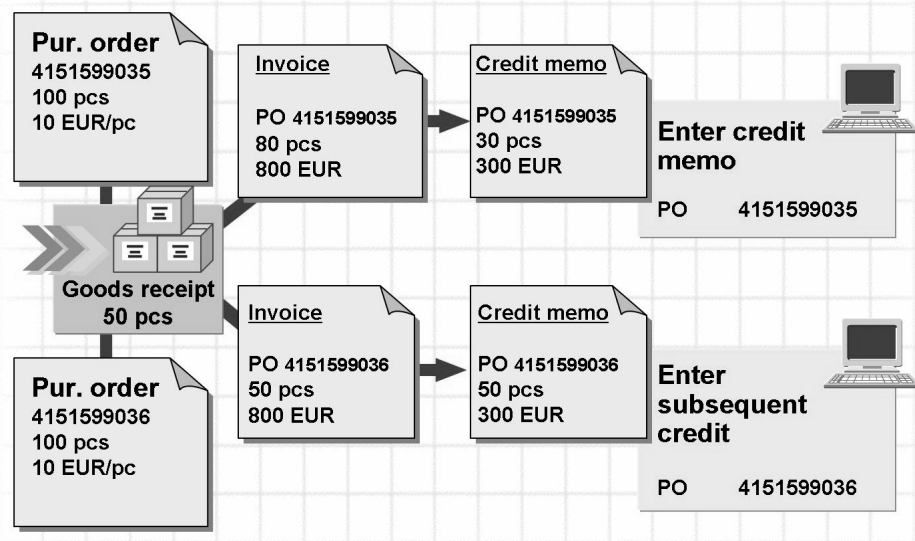 Pur. order
4151599035
100 pcs
10 EUR/pc
Invoice
PO 4151599035
80 pcs
800 EUR
Credit memo
PO 4151599035
30 pcs
300 EUR
Enter credit
memo
PO 4151599035
Goods receipt
50 pcs
Pur. order
4151599036
100 pcs
10 EUR/pc
Invoice
PO 4151599036
50 pcs
800 EUR
Credit memo
PO 4151599036
50 pcs
300 EUR
Enter
subsequent
credit
PO 4151599036